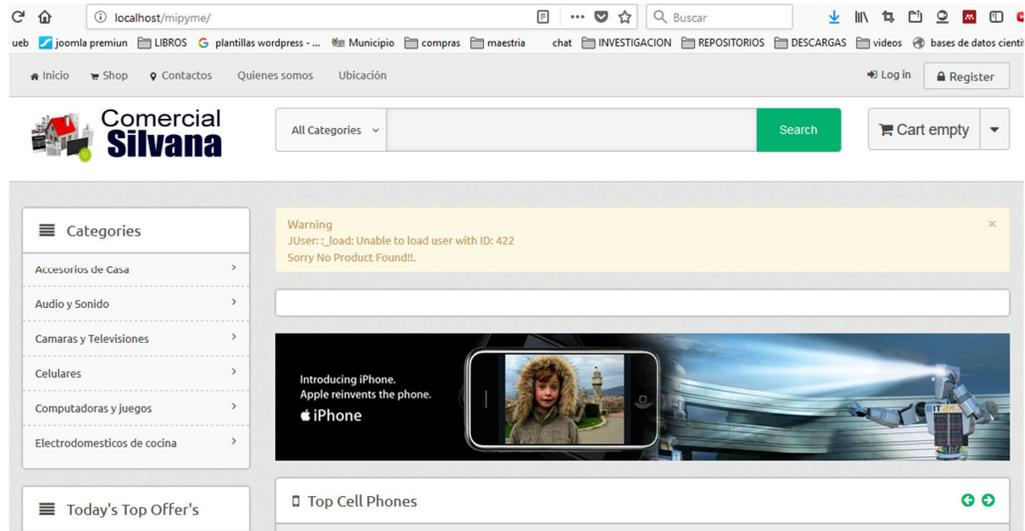 localhost/mipyme/
Buscar
ueb joomla premiun LIBROS plantillas wordpress - ... Municipio compras maestria chat INVESTIGACION REPOSITORIOS DESCARGAS videos bases de datos cientif
Inicio Shop Contactos Quienes somos Ubicación Log in Register
Comercial
Silvana
All Categories Search Cart empty
Categories
Accesorios de Casa
Audio y Sonido
Camaras y Televisiones
Celulares
Computadoras y juegos
Electrodomesticos de cocina
Today's Top Offer's
Warning
JUser: :_load: Unable to load user with ID: 422
Sorry No Product Found!!.
Introducing iPhone.
Apple reinvents the phone.
iPhone
Top Cell Phones